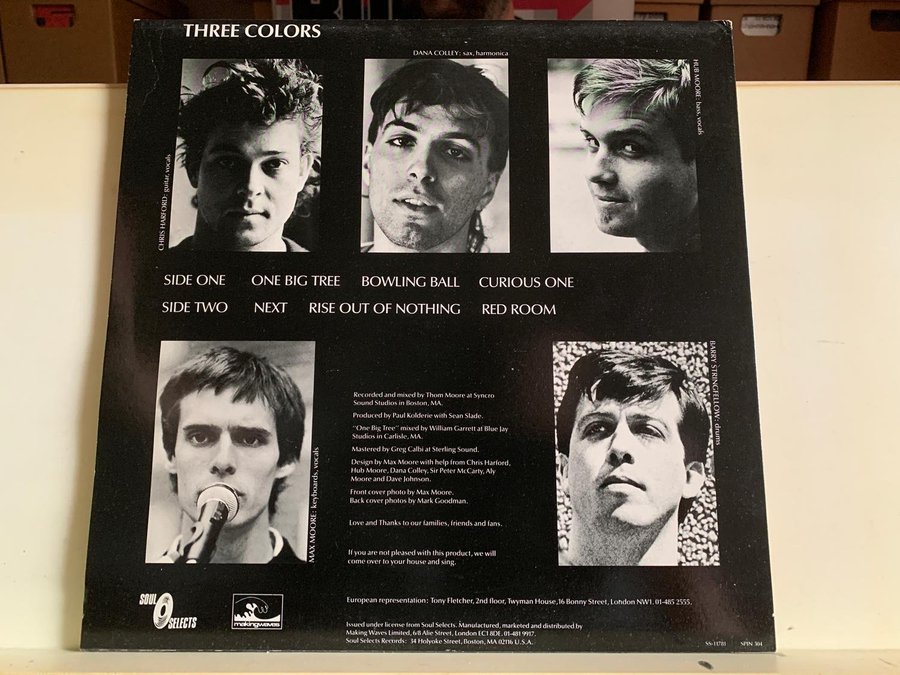 THREE COLORS
DANA COLLEY: sax, harmonica
CHRIS HARFORD: guitar, vocals
HUB MOORE: bass, vocals
SIDE ONE ONE BIG TREE BOWLING BALL CURIOUS ONE
SIDE TWO NEXT RISE OUT OF NOTHING RED ROOM
MAX MOORE: keyboards, vocals
BARRY STRINGFELLOW: drums
Recorded and mixed by Thom Moore at Synczo
Sound Studios in Boston, MA.
Produced by Paul Kolderie with Sean Slade.
"One Big Tree" mixed by William Garrett at Blue Jay
Studios in Carlisle, MA.
Mastered by Greg Calbi at Sterling Sound.
Design by Max Moore with help from Chris Harford,
Hub Moore, Dana Colley, Sir Peter McCarty, Aly
Moore and Dave Johnson.
Front cover photo by Max Moore.
Back cover photos by Mark Goodman.
Love and Thanks to our families, friends and fans.
If you are not pleased with this product, we will
come over to your house and sing.
SOUL
SELECTS
makingwaves
European representation: Tony Fletcher, 2nd floor, Twyman House, 16 Bonny Street, London NW1. 01-485 2555.
Issued under license from Soul Selects. Manufactured, marketed and distributed by
Making Waves Limited, 6/8 Alie Street, London EC1 8DE. 01-481 9917.
Soul Selects Records: 34 Holyoke Street, Boston, MA 02116 U.S.A.
SS-11781 SPIN 304